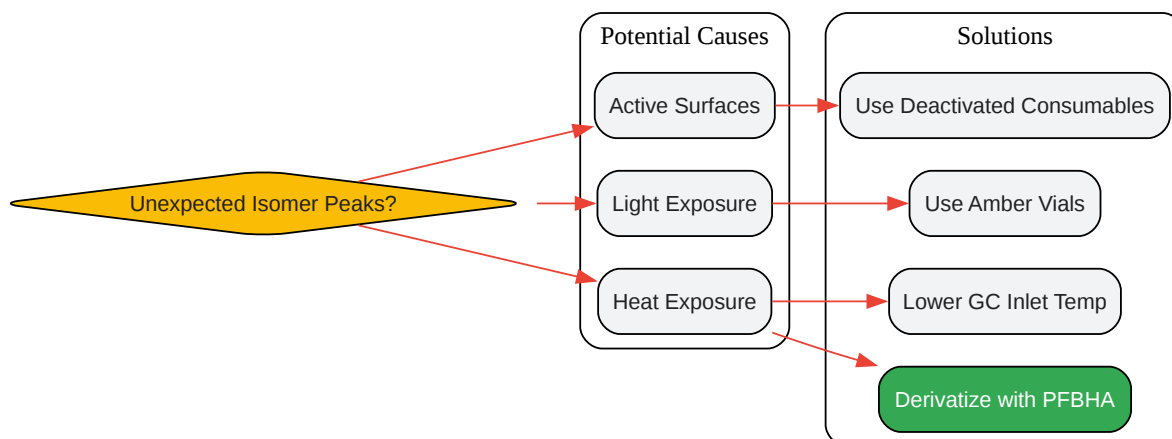 Potential Causes
Solutions
Active Surfaces
Use Deactivated Consumables
Unexpected Isomer Peaks?
Light Exposure
Use Amber Vials
Heat Exposure
Lower GC Inlet Temp
Derivatize with PFBHA